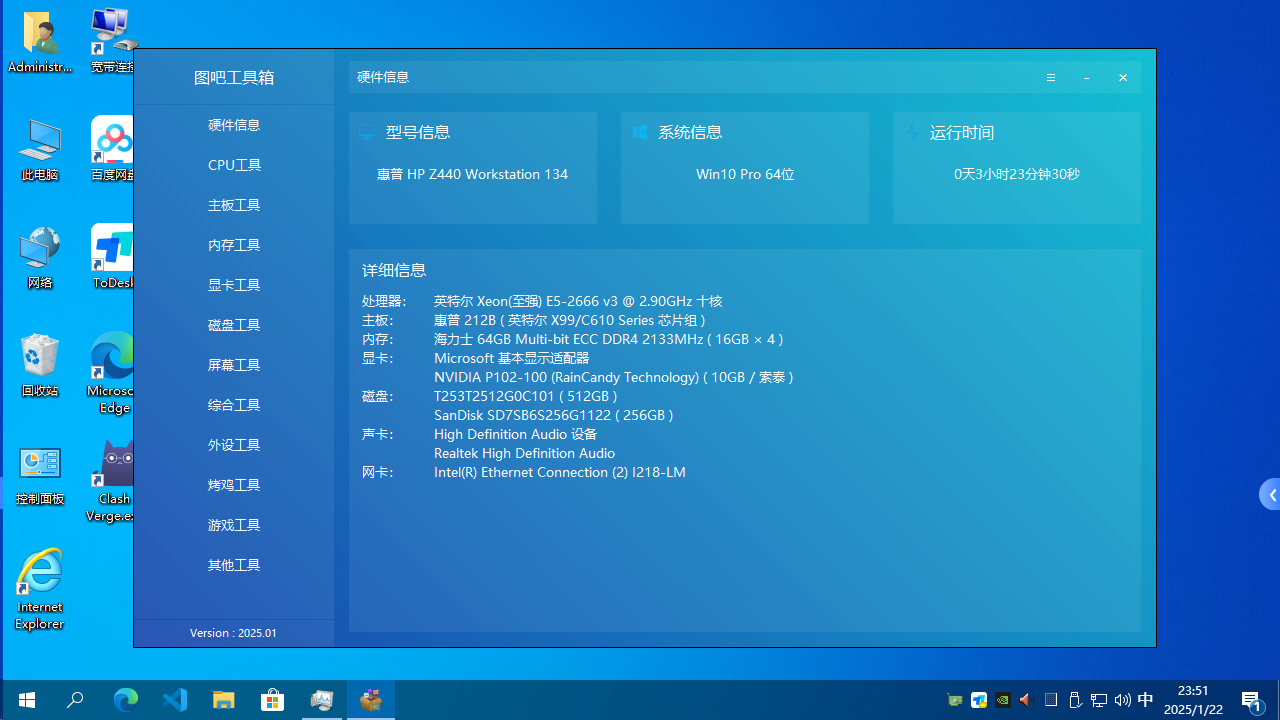 Administr...
宽带连接
此电脑
百度网盘
网络
ToDesk
回收站
Microsoft
Edge
控制面板
Clash
Verge.ex
Internet
Explorer
图吧工具箱
硬件信息
CPU工具
主板工具
内存工具
显卡工具
磁盘工具
屏幕工具
综合工具
外设工具
烤鸡工具
游戏工具
其他工具
Version : 2025.01
硬件信息
型号信息
惠普 HP Z440 Workstation 134
系统信息
Win10 Pro 64位
运行时间
0天3小时23分钟30秒
详细信息
处理器: 英特尔 Xeon(至强) E5-2666 v3 @ 2.90GHz 十核
主板: 惠普 212B ( 英特尔 X99/C610 Series 芯片组 )
内存: 海力士 64GB Multi-bit ECC DDR4 2133MHz ( 16GB × 4 )
显卡: Microsoft 基本显示适配器
NVIDIA P102-100 (RainCandy Technology) ( 10GB / 索泰 )
磁盘: T253T2512G0C101 ( 512GB )
SanDisk SD7SB6S256G1122 ( 256GB )
声卡: High Definition Audio 设备
Realtek High Definition Audio
网卡: Intel(R) Ethernet Connection (2) I218-LM
中
23:51
2025/1/22
1